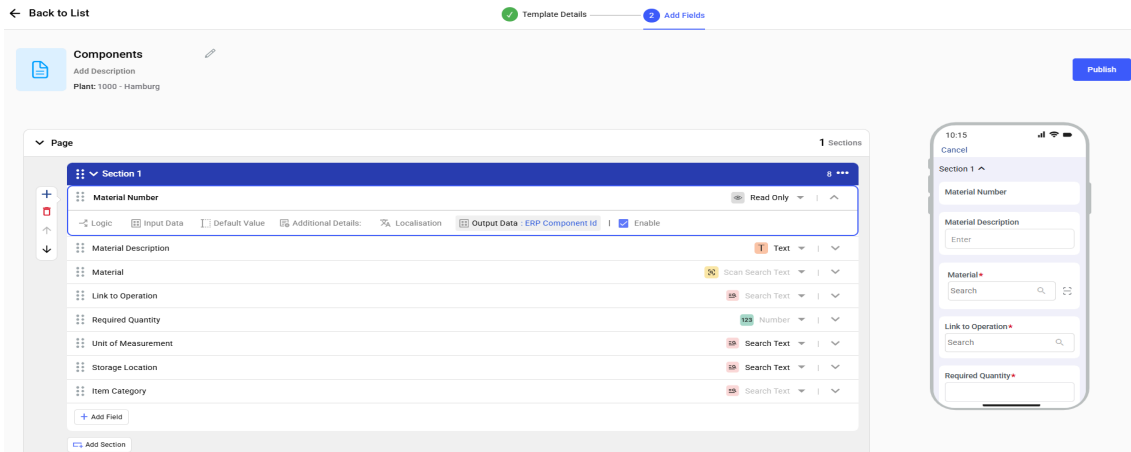 Back to List
Template Details
2 Add Fields
Components
Add Description
Plant: 1000 - Hamburg
Publish
Page
1 Sections
Section 1
8
Material Number
Read Only
Logic
Input Data
Default Value
Additional Details:
Localisation
Output Data : ERP Component Id
Enable
Material Description
T Text
Material
Scan Search Text
Link to Operation
Search Text
Required Quantity
123 Number
Unit of Measurement
Search Text
Storage Location
Search Text
Item Category
Search Text
+ Add Field
Add Section
10:15
Cancel
Section 1
Material Number
Material Description
Enter
Material*
Search
Link to Operation*
Search
Required Quantity*